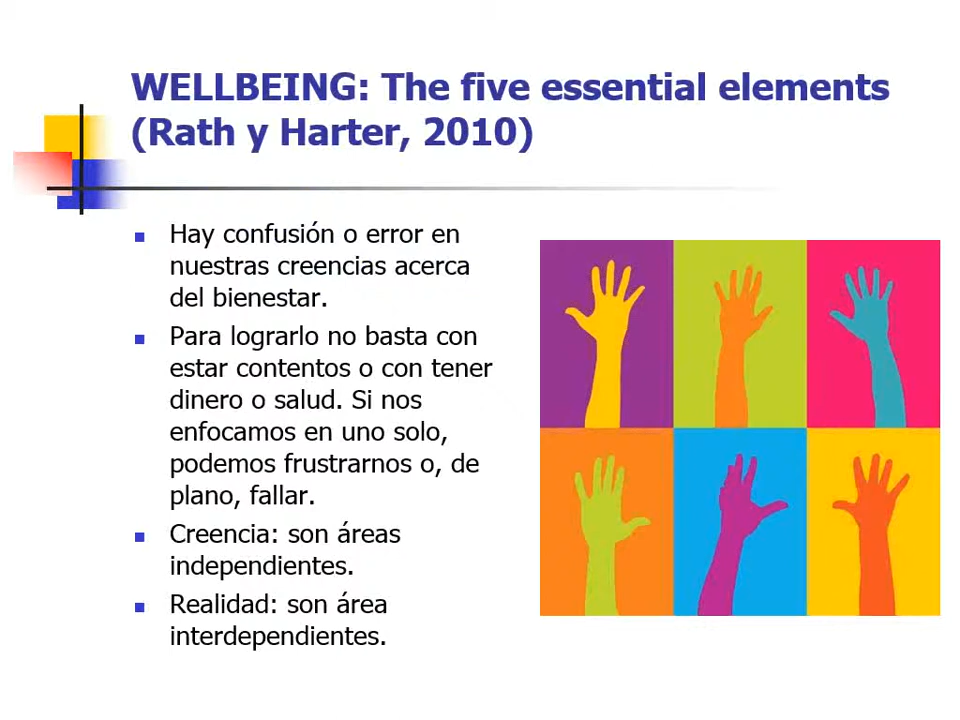 WELLBEING: The five essential elements
(Rath y Harter, 2010)
Hay confusión o error en
nuestras creencias acerca
del bienestar.
Para lograrlo no basta con
estar contentos o con tener
dinero o salud. Si nos
enfocamos en uno solo,
podemos frustrarnos o, de
plano, fallar.
Creencia: son áreas
independientes.
Realidad: son área
interdependientes.